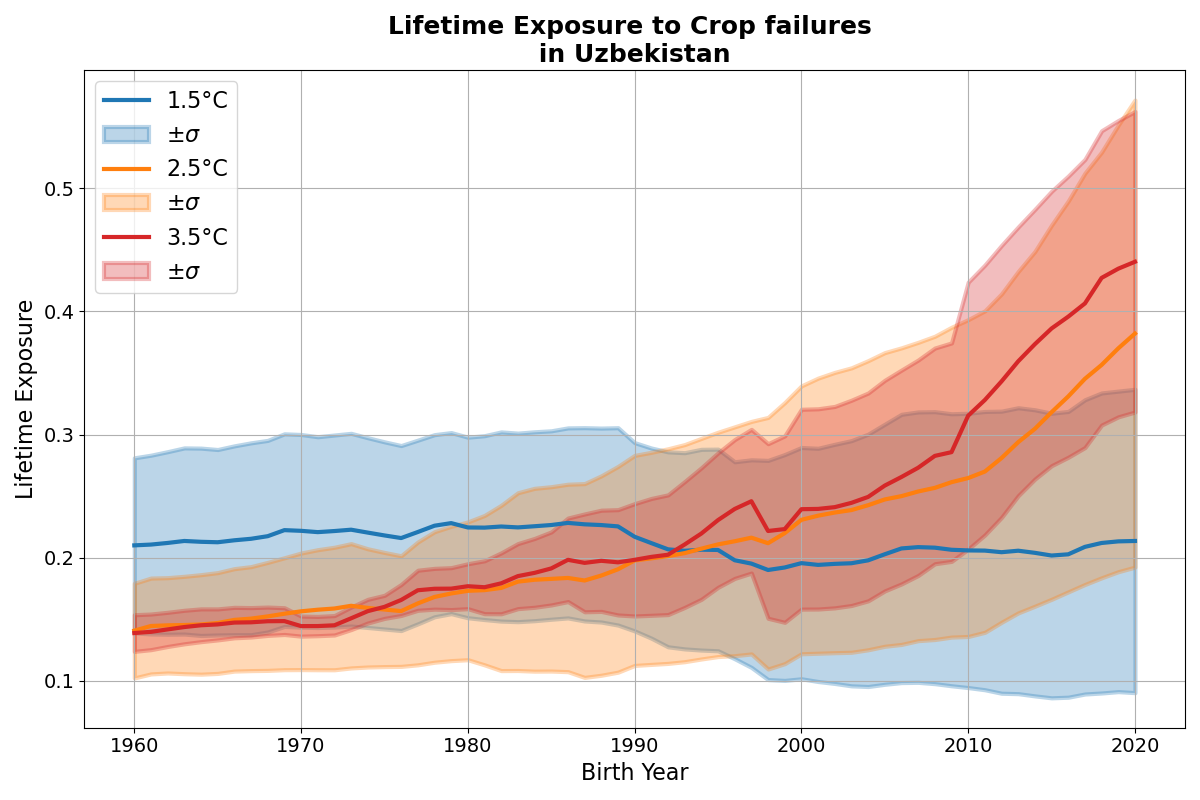 Lifetime Exposure to Crop failures
in Uzbekistan
1.5°C
±σ
2.5°C
±σ
3.5°C
±σ
Lifetime Exposure
0.5
0.4
0.3
0.2
0.1
1960 1970 1980 1990 2000 2010 2020
Birth Year